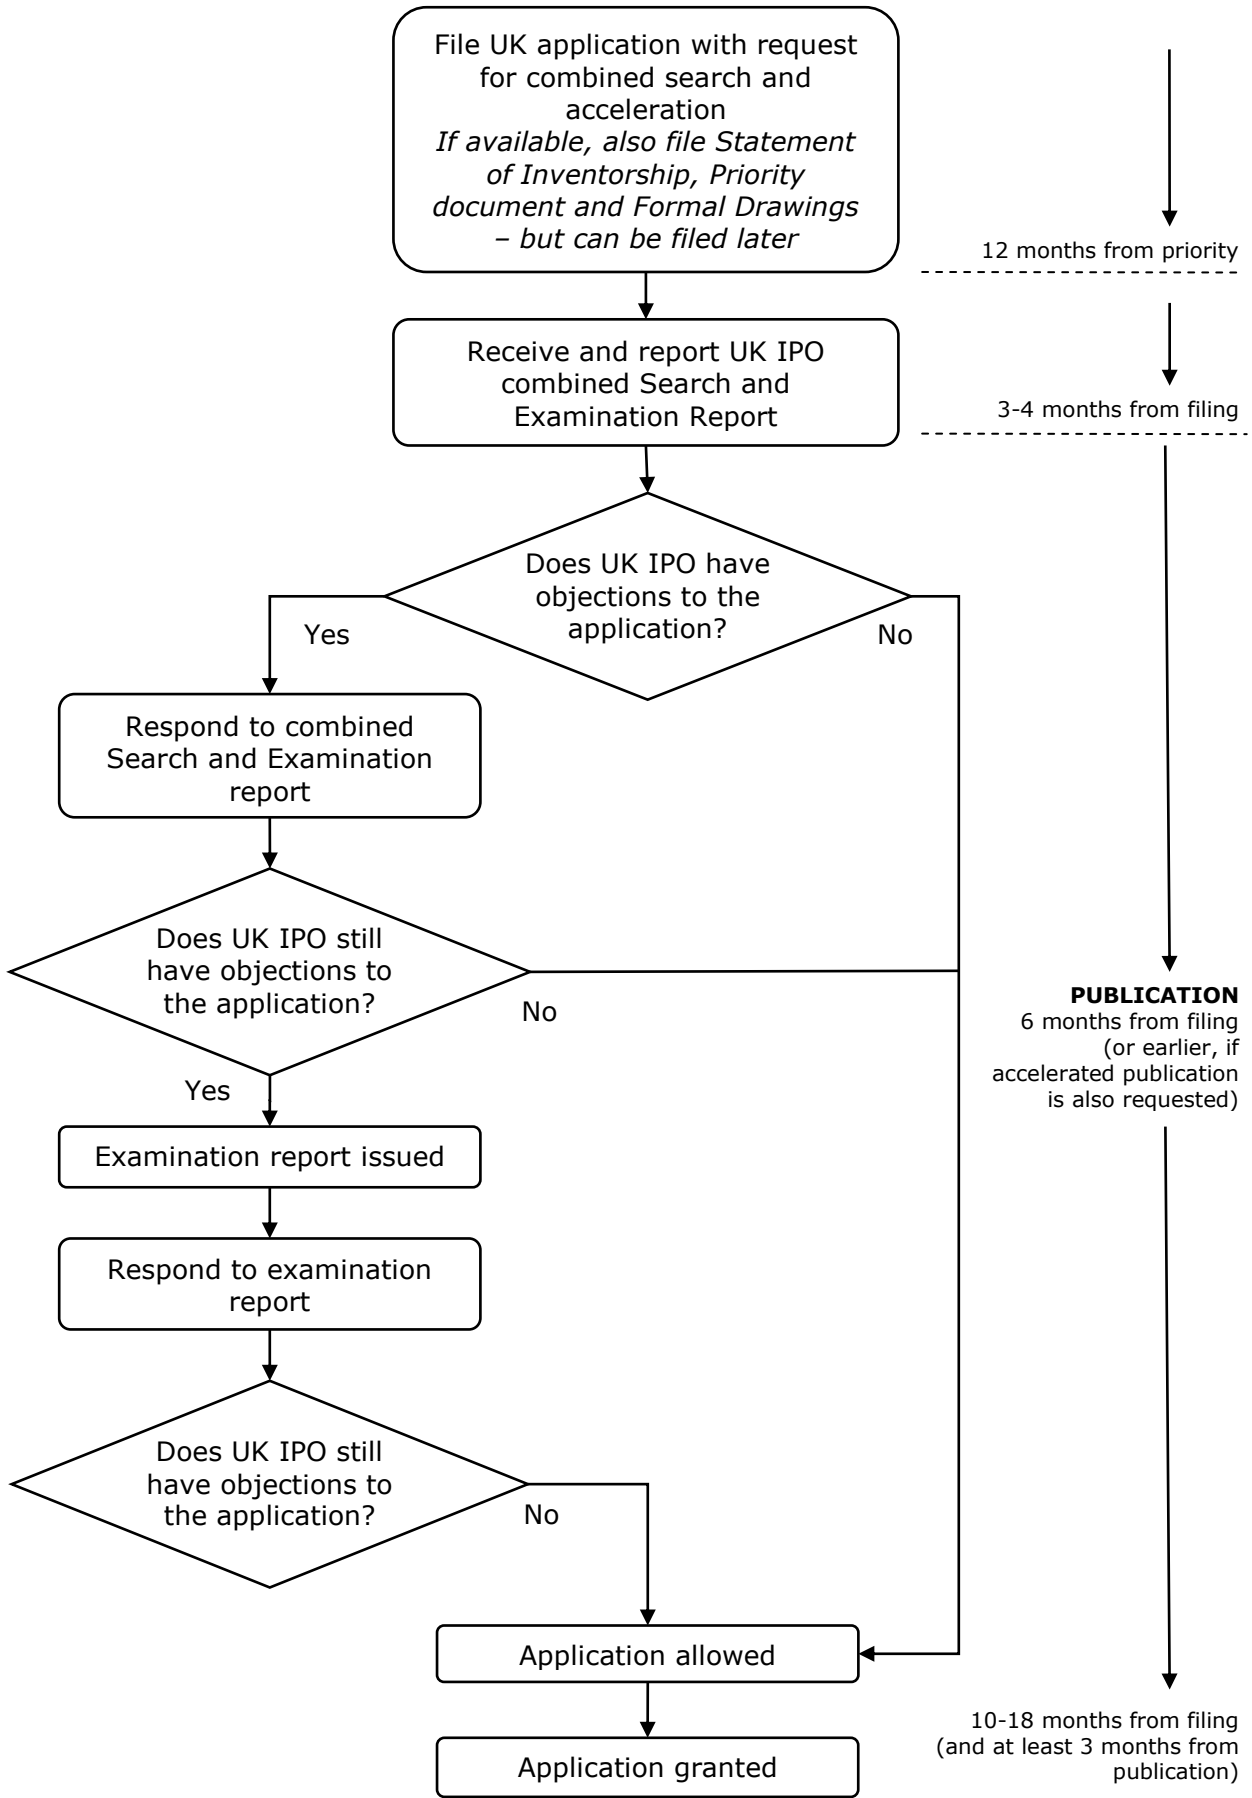 File UK application with request
for combined search and
acceleration
If available, also file Statement
of Inventorship, Priority
document and Formal Drawings
– but can be filed later
12 months from priority
Receive and report UK IPO
combined Search and
Examination Report
3-4 months from filing
Does UK IPO have
objections to the
application?
Yes
No
Respond to combined
Search and Examination
report
Does UK IPO still
have objections to
the application?
No
Yes
PUBLICATION
6 months from filing
(or earlier, if
accelerated publication
is also requested)
Examination report issued
Respond to examination
report
Does UK IPO still
have objections to
the application?
No
Application allowed
Application granted
10-18 months from filing
(and at least 3 months from
publication)